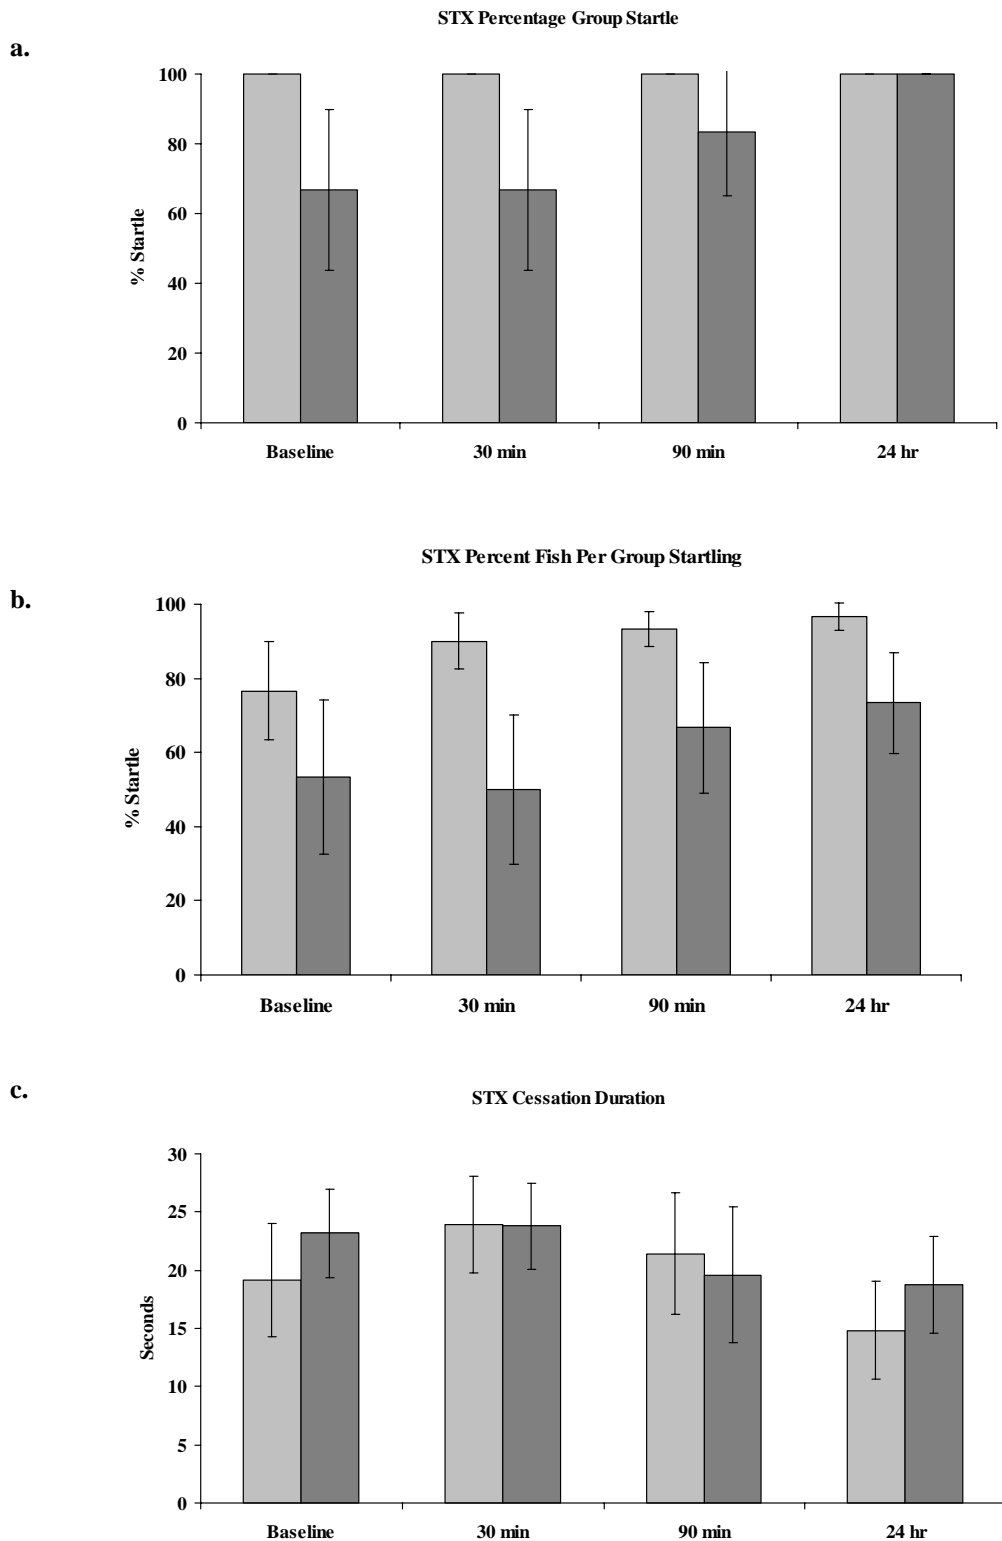 STX Percentage Group Startle
a.
100
80
60
40
20
0
% Startle
Baseline 30 min 90 min 24 hr
STX Percent Fish Per Group Startling
b.
100
80
60
40
20
0
% Startle
Baseline 30 min 90 min 24 hr
c.
STX Cessation Duration
30
25
20
15
10
5
0
Seconds
Baseline 30 min 90 min 24 hr